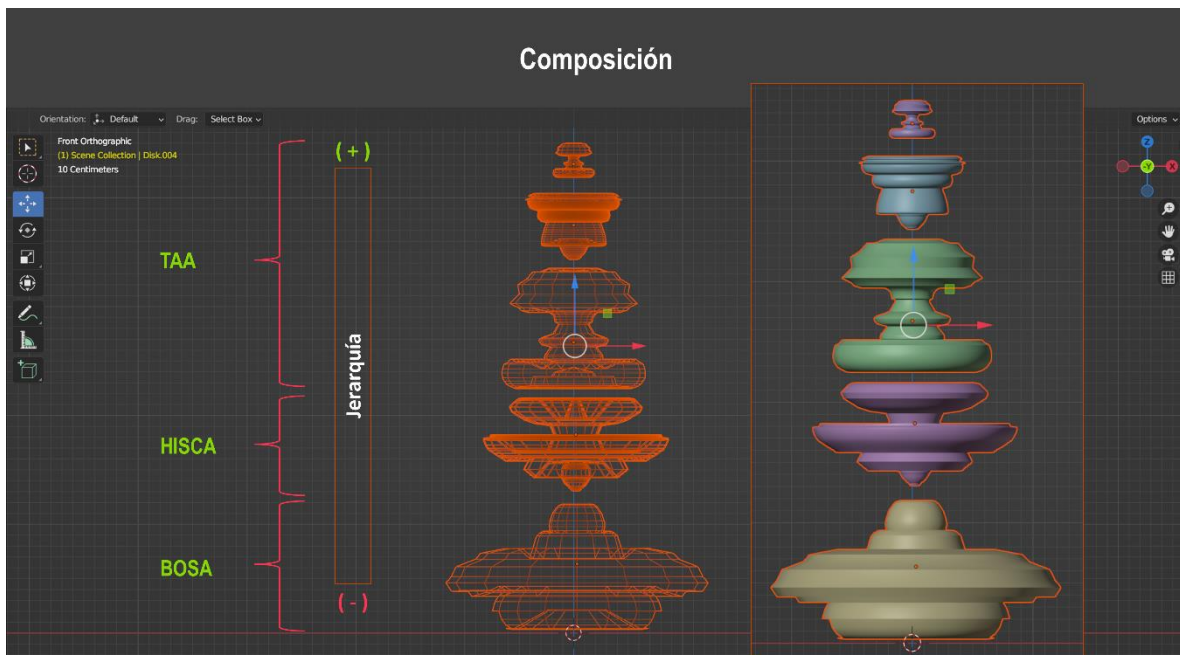 Composición
Orientation: Default Drag: Select Box
Options
Front Orthographic
(1) Scene Collection | Disk.004
10 Centimeters
Z
-Y
X
( + )
TAA
Jerarquía
HISCA
BOSA
( - )